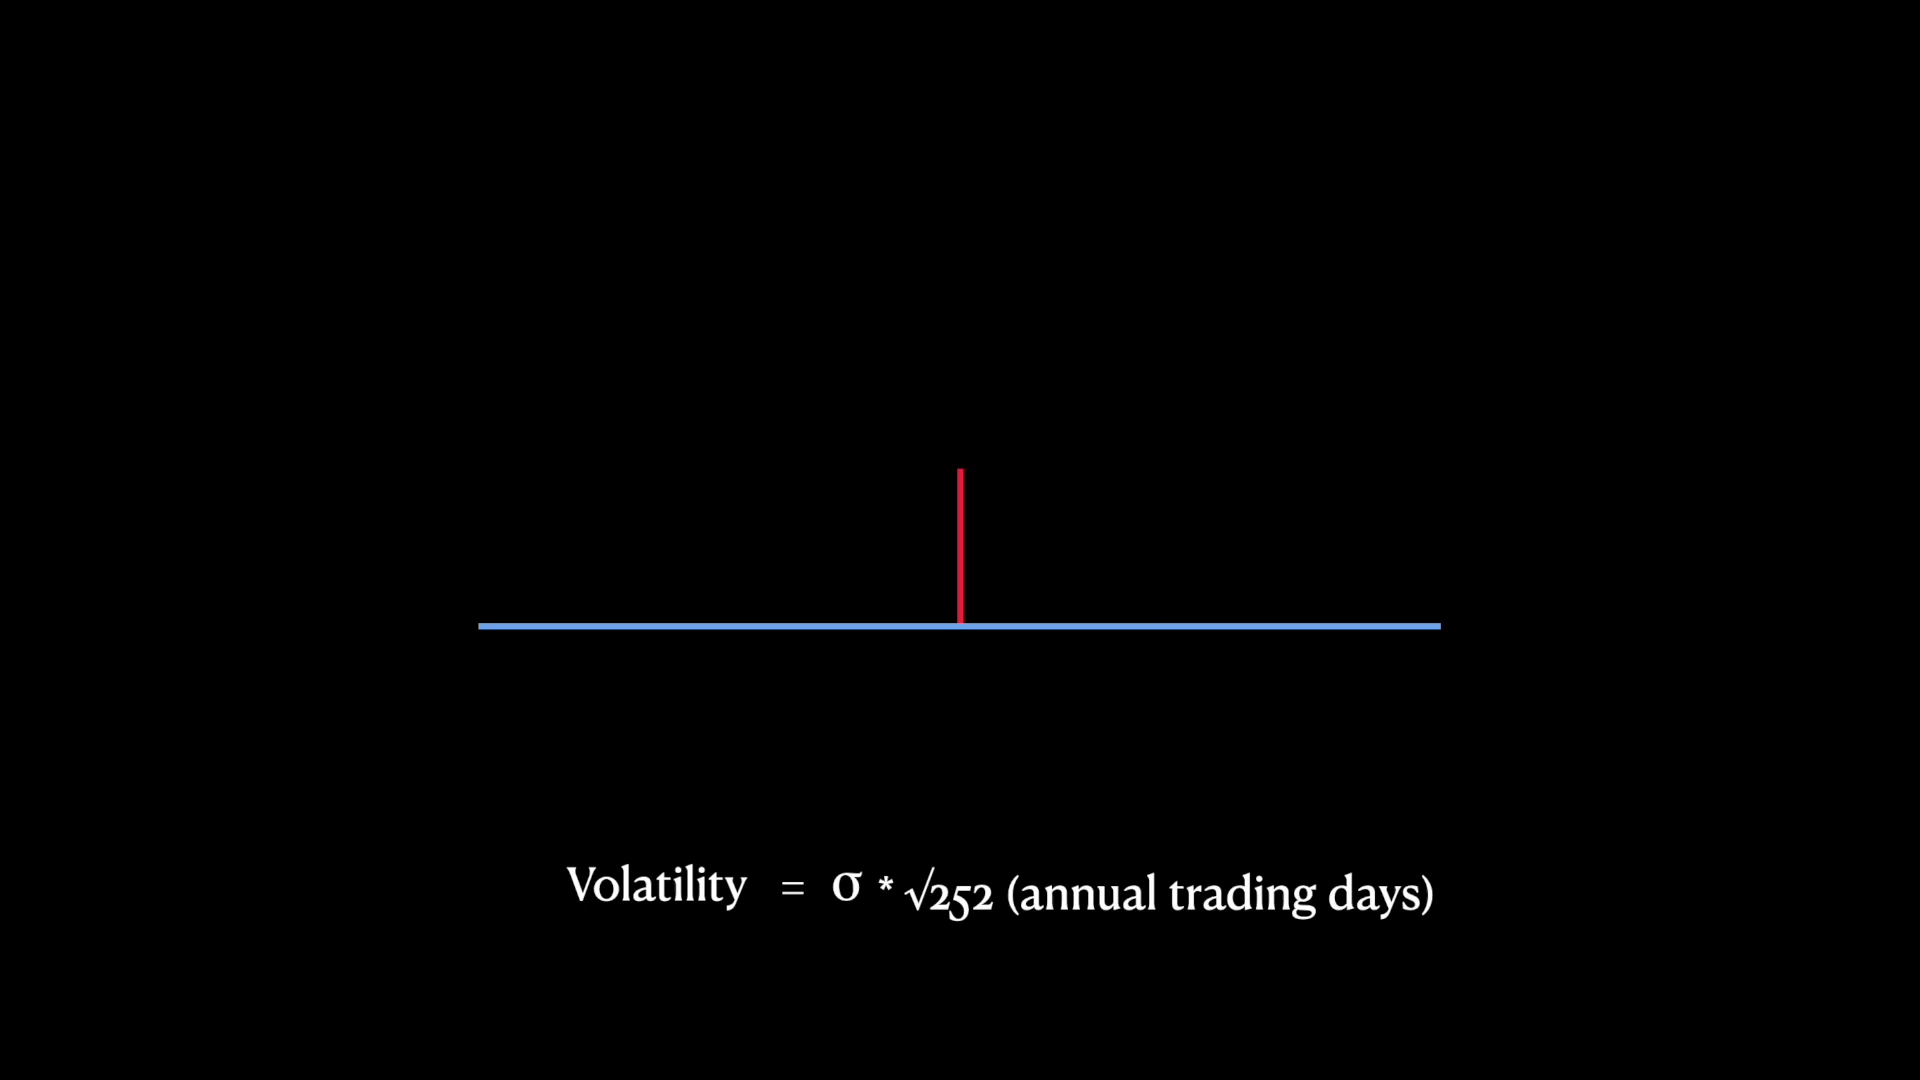 Volatility = σ * √252 (annual trading days)